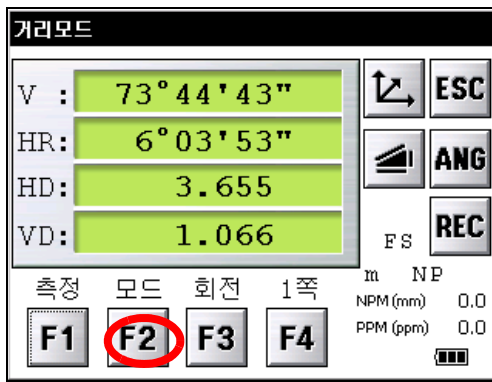 거리모드
V : 73°44'43"
HR: 6°03'53"
HD: 3.655
VD: 1.066
ESC
ANG
REC
FS
m NP
NPM (mm) 0.0
PPM (ppm) 0.0
측정 모드 회전 1쪽
F1 F2 F3 F4